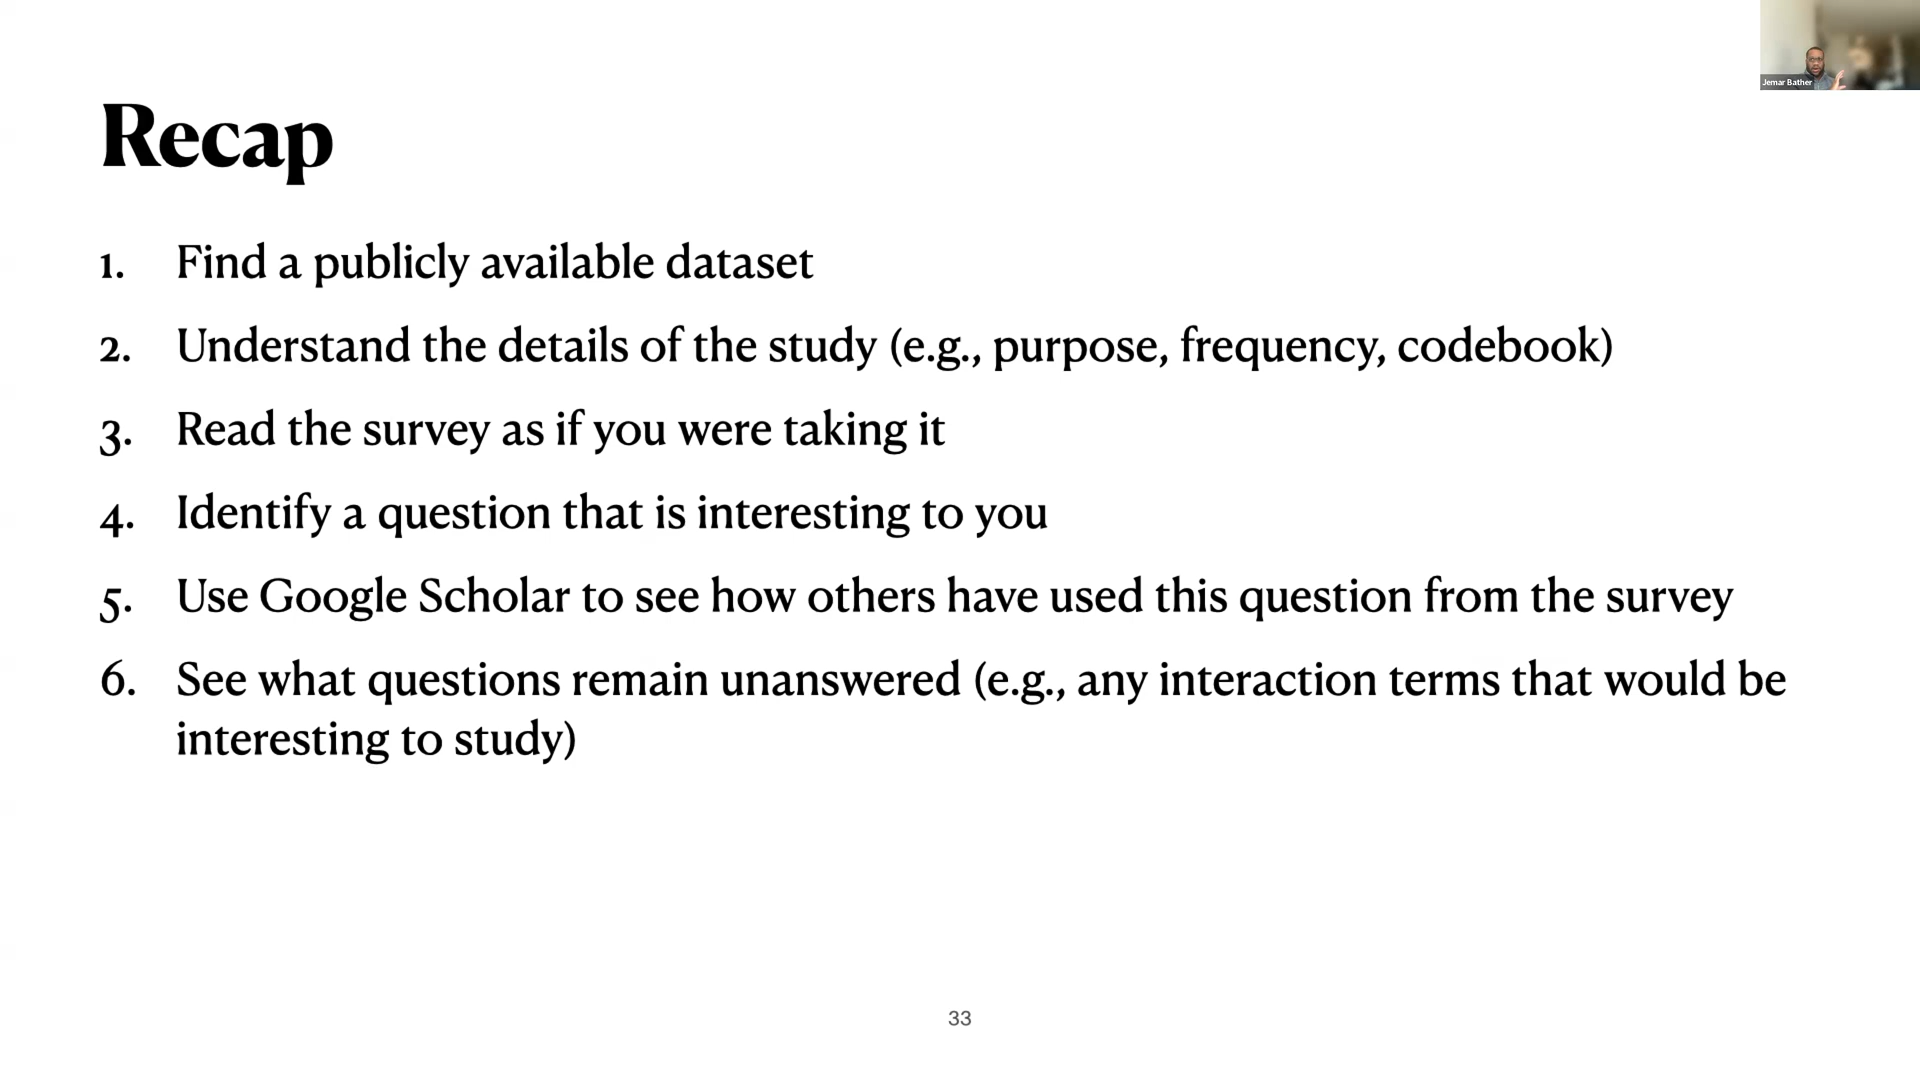 Jemar Bather
Recap
1. Find a publicly available dataset
2. Understand the details of the study (e.g., purpose, frequency, codebook)
3. Read the survey as if you were taking it
4. Identify a question that is interesting to you
5. Use Google Scholar to see how others have used this question from the survey
6. See what questions remain unanswered (e.g., any interaction terms that would be
interesting to study)
33